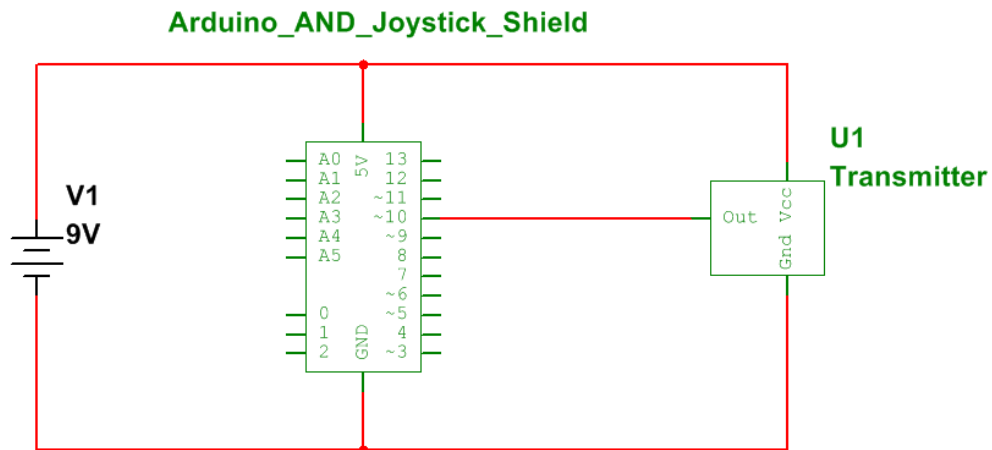 Arduino_AND_Joystick_Shield
V1
9V
A0
A1
A2
A3
A4
A5
0
1
2
5V
GND
13
12
~11
~10
~9
8
7
~6
~5
4
~3
U1
Transmitter
Out
Vcc
Gnd